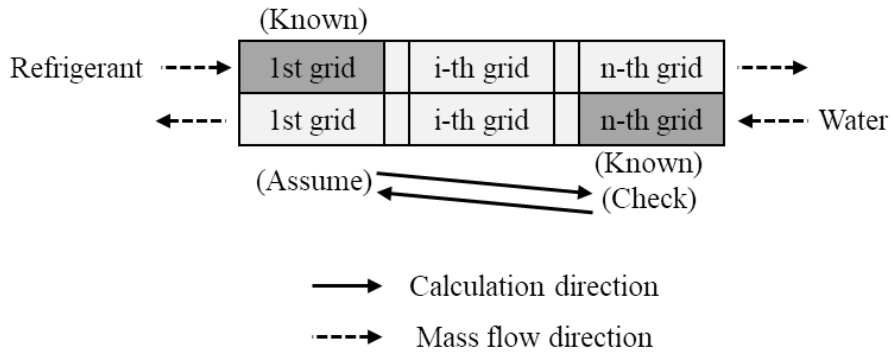 (Known)
Refrigerant 1st grid i-th grid n-th grid
1st grid i-th grid n-th grid Water
(Known)
(Assume) (Check)
Calculation direction
Mass flow direction